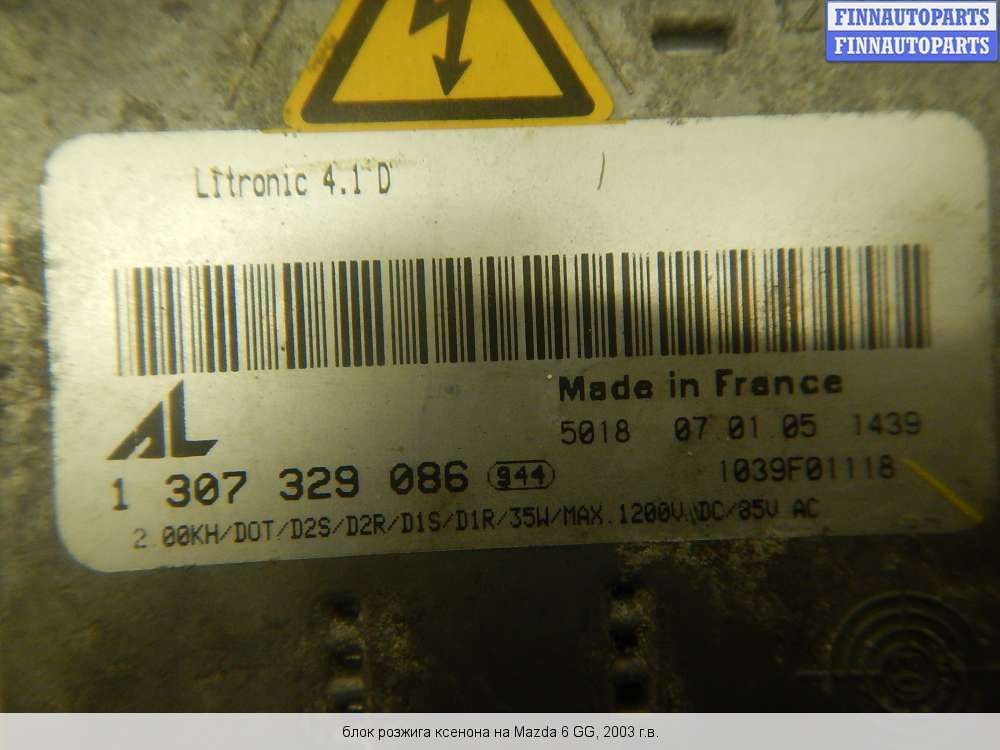 FINNAUTOPARTS
FINNAUTOPARTS
Litronic 4.1 D
Made in France
5018 07 01 05 1439
AL
1 307 329 086 944
1039F01118
2.00KH/DOT/D2S/D2R/D1S/D1R/35W/MAX.1200V. DC/85V AC
блок розжига ксенона на Mazda 6 GG, 2003 г.в.